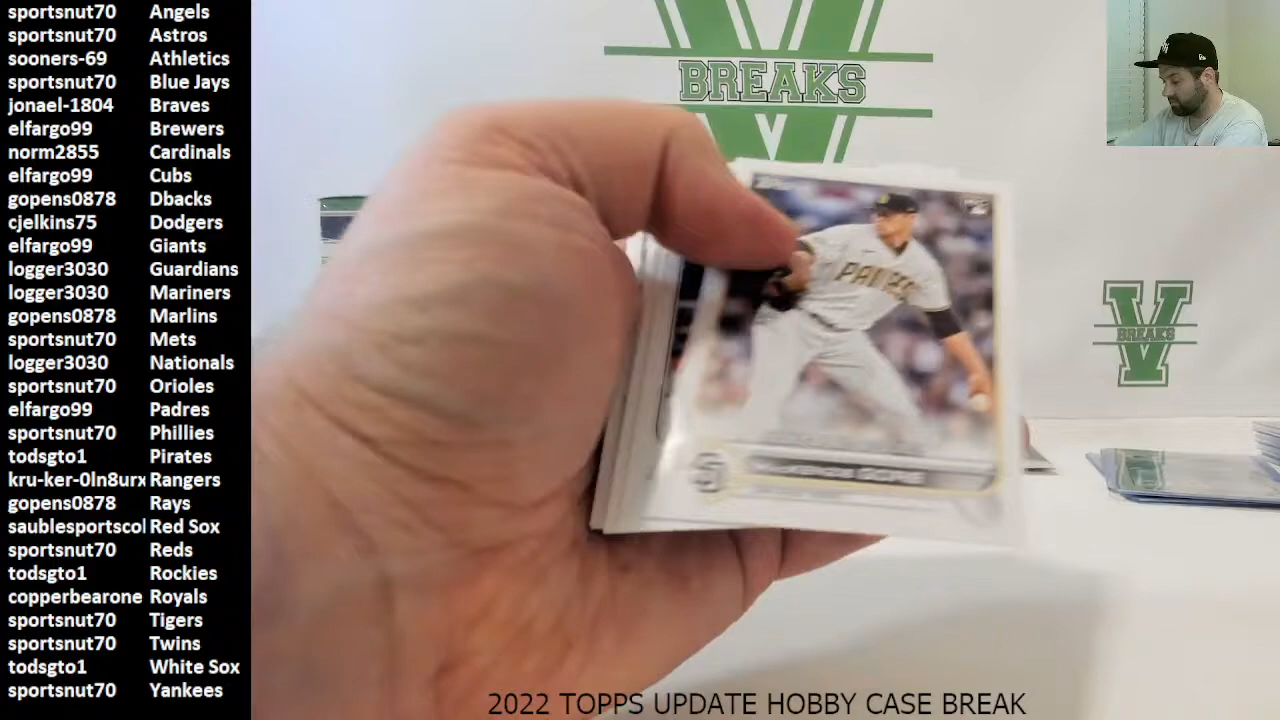 sportsnut70 Angels
sportsnut70 Astros
sooners-69 Athletics
sportsnut70 Blue Jays
jonael-1804 Braves
elfargo99 Brewers
norm2855 Cardinals
elfargo99 Cubs
gopens0878 Dbacks
cjelkins75 Dodgers
elfargo99 Giants
logger3030 Guardians
logger3030 Mariners
gopens0878 Marlins
sportsnut70 Mets
logger3030 Nationals
sportsnut70 Orioles
elfargo99 Padres
sportsnut70 Phillies
todsgto1 Pirates
kru-ker-0ln8urx Rangers
gopens0878 Rays
saublesportscol Red Sox
sportsnut70 Reds
todsgto1 Rockies
copperbearone Royals
sportsnut70 Tigers
sportsnut70 Twins
todsgto1 White Sox
sportsnut70 Yankees
V
BREAKS
PADRES
V
BREAKS
2022 TOPPS UPDATE HOBBY CASE BREAK